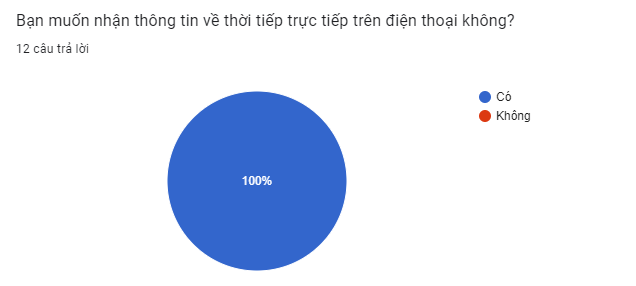 Bạn muốn nhận thông tin về thời tiếp trực tiếp trên điện thoại không?
12 câu trả lời
Có
Không
100%